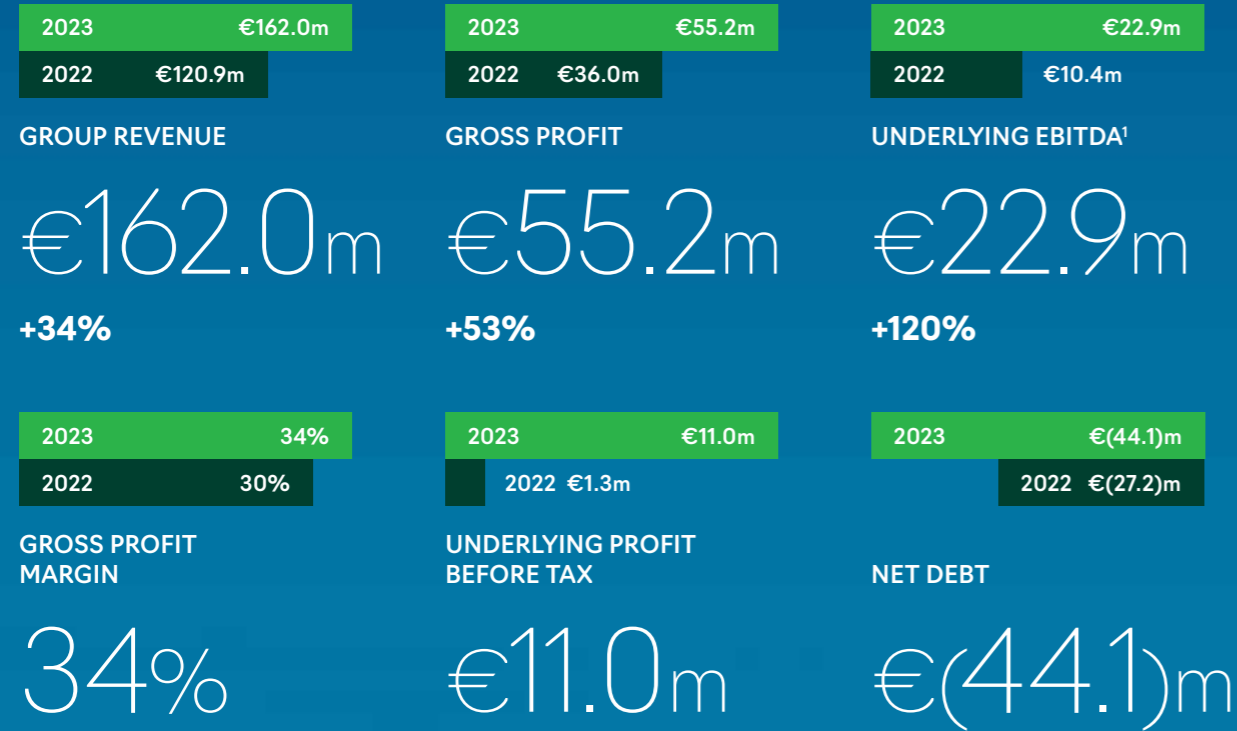 2023 €162.0m
2022 €120.9m
GROUP REVENUE
€162.0m
+34%
2023 €55.2m
2022 €36.0m
GROSS PROFIT
€55.2m
+53%
2023 €22.9m
2022 €10.4m
UNDERLYING EBITDA¹
€22.9m
+120%
2023 34%
2022 30%
GROSS PROFIT
MARGIN
34%
2023 €11.0m
2022 €1.3m
UNDERLYING PROFIT
BEFORE TAX
€11.0m
2023 €(44.1)m
2022 €(27.2)m
NET DEBT
€(44.1)m